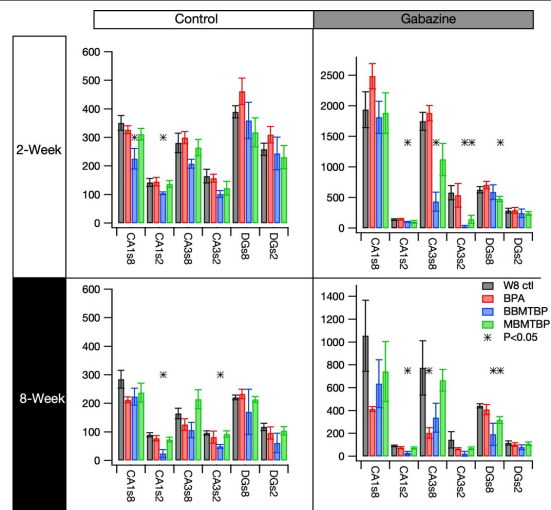 Control
Gabazine
2-Week
600
500
400
300
200
100
0
CA1s8
CA1s2
CA3s8
CA3s2
DGs8
DGs2
2500
2000
1500
1000
500
0
CA1s8
CA1s2
CA3s8
CA3s2
DGs8
DGs2
8-Week
600
500
400
300
200
100
0
CA1s8
CA1s2
CA3s8
CA3s2
DGs8
DGs2
1400
1200
1000
800
600
400
200
0
CA1s8
CA1s2
CA3s8
CA3s2
DGs8
DGs2
W8 ctl
BPA
BBMTBP
MBMTBP
P<0.05